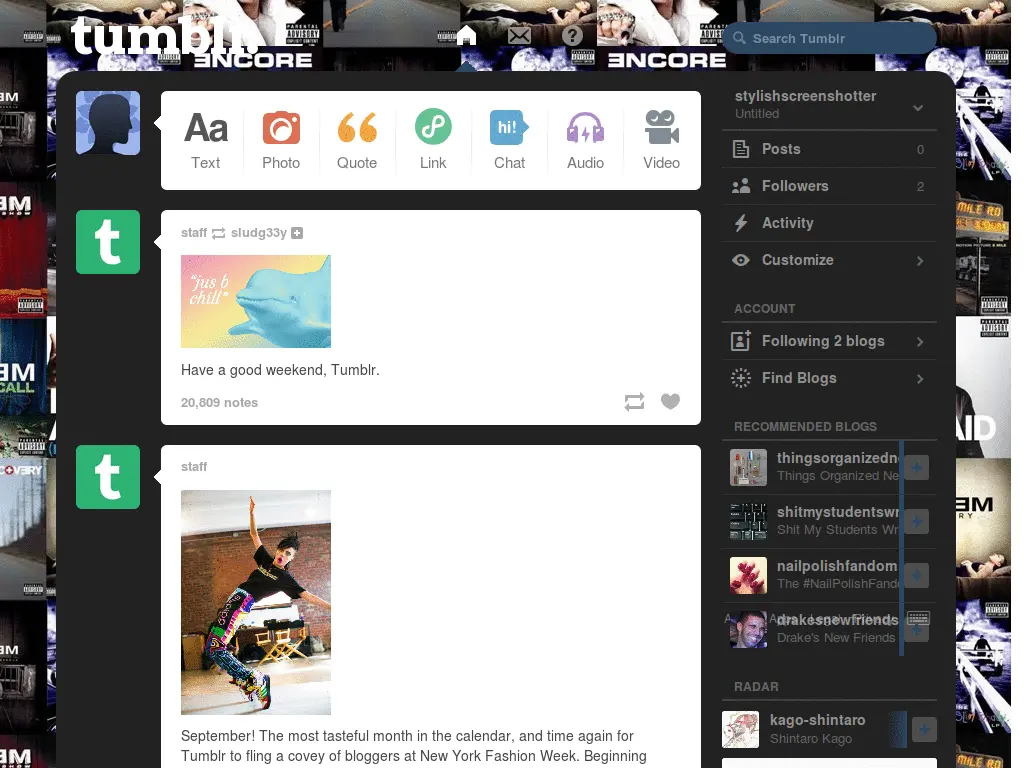 tumblr.
Search Tumblr
ENCORE
ENCORE
Aa
Text
Photo
Quote
Link
hi!
Chat
Audio
Video
staff sludg33y
"jus b
chill"
Have a good weekend, Tumblr.
20,809 notes
staff
September! The most tasteful month in the calendar, and time again for
Tumblr to fling a covey of bloggers at New York Fashion Week. Beginning
stylishscreenshotter
Untitled
Posts 0
Followers 2
Activity
Customize
ACCOUNT
Following 2 blogs
Find Blogs
RECOMMENDED BLOGS
thingsorganizedn
Things Organized Ne
shitmystudentswr
Shit My Students Wr
nailpolishfandom
The #NailPolishFand
drakesnewfriends
Drake's New Friends
RADAR
kago-shintaro
Shintaro Kago